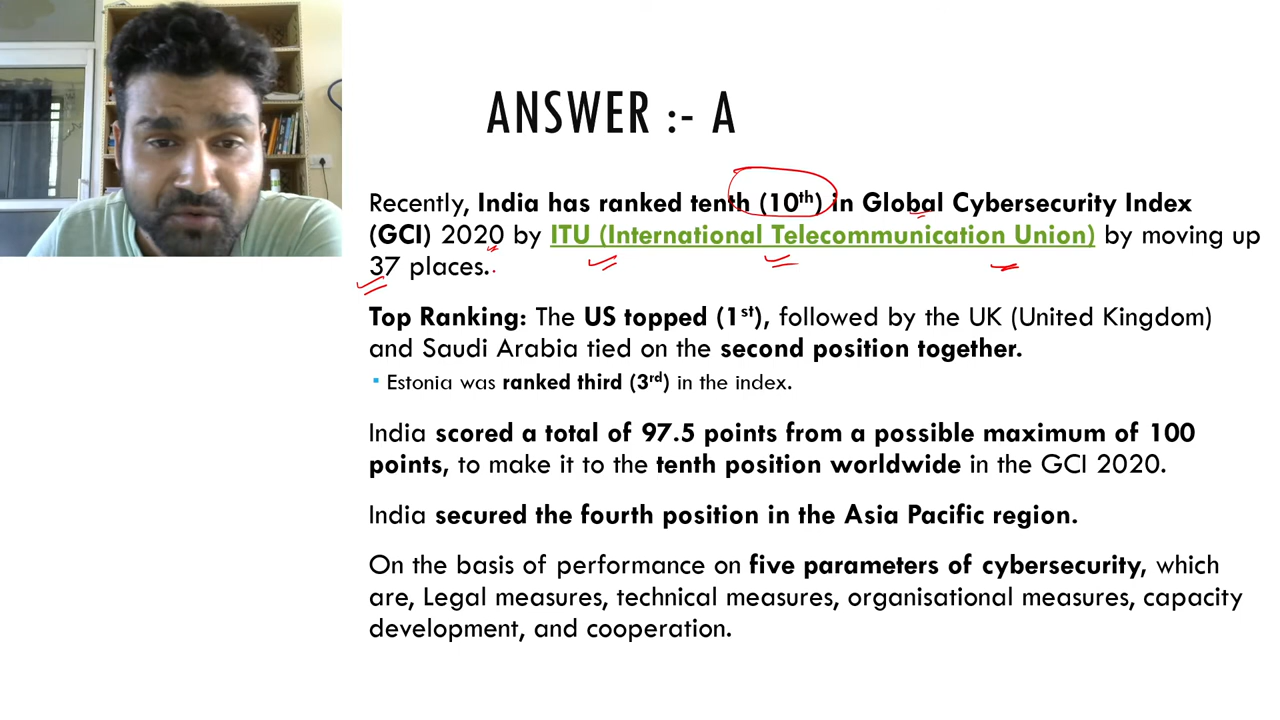 ANSWER :- A
Recently, India has ranked tenth (10th) in Global Cybersecurity Index
(GCI) 2020 by ITU (International Telecommunication Union) by moving up
37 places.
Top Ranking: The US topped (1st), followed by the UK (United Kingdom)
and Saudi Arabia tied on the second position together.
▪ Estonia was ranked third (3rd) in the index.
India scored a total of 97.5 points from a possible maximum of 100
points, to make it to the tenth position worldwide in the GCI 2020.
India secured the fourth position in the Asia Pacific region.
On the basis of performance on five parameters of cybersecurity, which
are, Legal measures, technical measures, organisational measures, capacity
development, and cooperation.